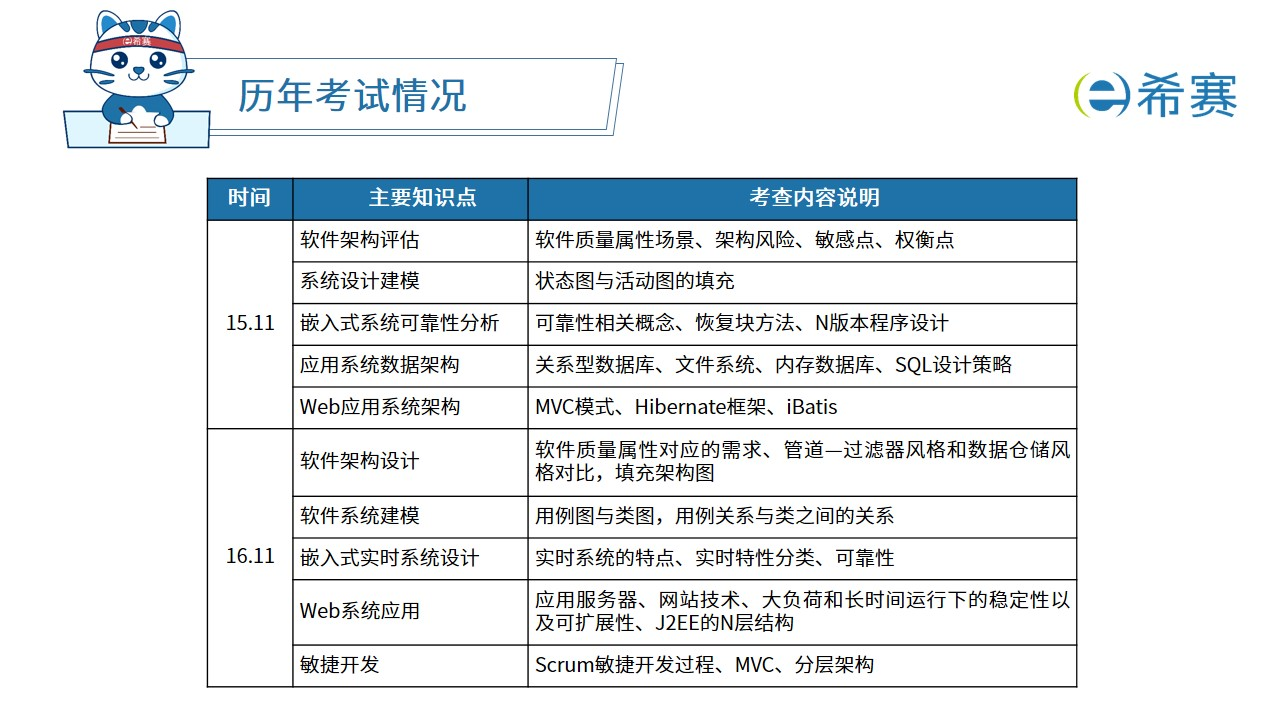 希赛
历年考试情况
希赛
时间 主要知识点 考查内容说明
15.11
软件架构评估 软件质量属性场景、架构风险、敏感点、权衡点
系统设计建模 状态图与活动图的填充
嵌入式系统可靠性分析 可靠性相关概念、恢复块方法、N版本程序设计
应用系统数据架构 关系型数据库、文件系统、内存数据库、SQL设计策略
Web应用系统架构 MVC模式、Hibernate框架、iBatis
16.11
软件架构设计 软件质量属性对应的需求、管道—过滤器风格和数据仓储风
格对比，填充架构图
软件系统建模 用例图与类图，用例关系与类之间的关系
嵌入式实时系统设计 实时系统的特点、实时特性分类、可靠性
Web系统应用 应用服务器、网站技术、大负荷和长时间运行下的稳定性以
及可扩展性、J2EE的N层结构
敏捷开发 Scrum敏捷开发过程、MVC、分层架构